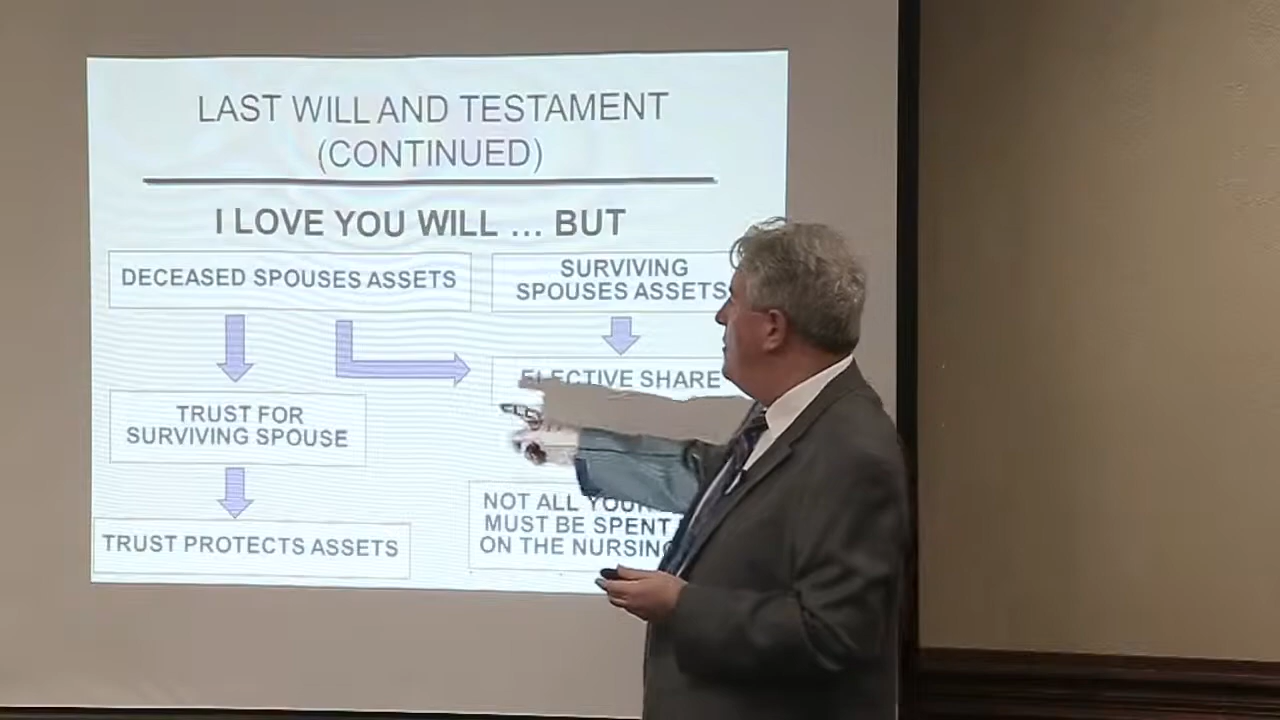 LAST WILL AND TESTAMENT
(CONTINUED)
I LOVE YOU WILL ... BUT
DECEASED SPOUSES ASSETS
SURVIVING
SPOUSES ASSETS
ELECTIVE SHARE
TRUST FOR
SURVIVING SPOUSE
NOT ALL YOUR
MUST BE SPENT
ON THE NURSING
TRUST PROTECTS ASSETS